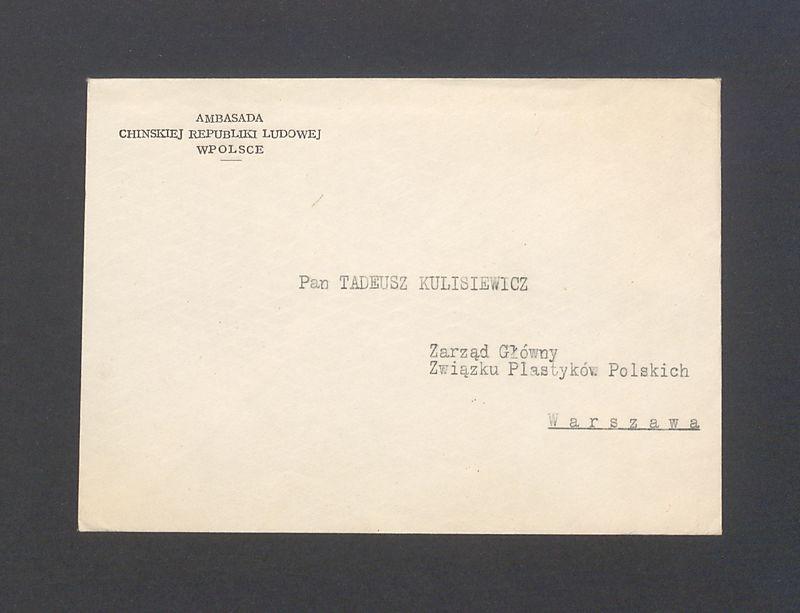 AMBASADA
CHINSKIEJ REPUBLIKI LUDOWEJ
WPOLSCE
Pan TADEUSZ KULISIEWICZ
Zarząd Główny
Związku Plastyków Polskich
W a r s z a w a